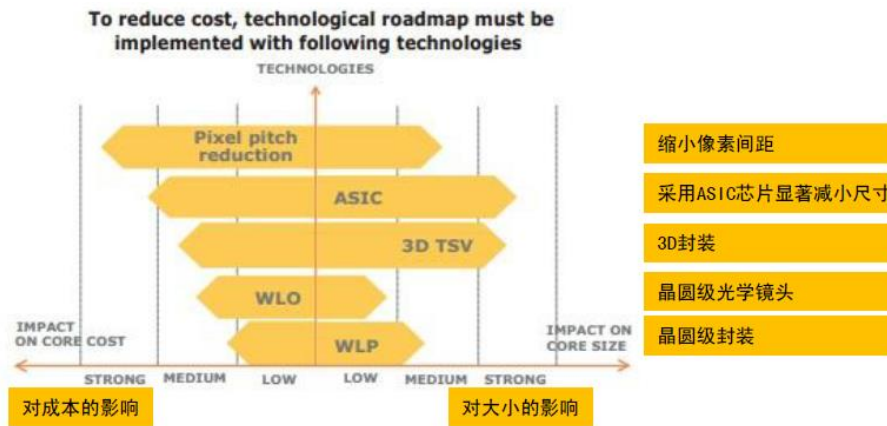 To reduce cost, technological roadmap must be
implemented with following technologies
TECHNOLOGIES
Pixel pitch
reduction
缩小像素间距
ASIC
采用ASIC芯片显著减小尺寸
3D TSV
3D封装
WLO
晶圆级光学镜头
WLP
晶圆级封装
IMPACT
ON CORE COST
IMPACT ON
CORE SIZE
STRONG MEDIUM LOW LOW MEDIUM STRONG
对成本的影响
对大小的影响